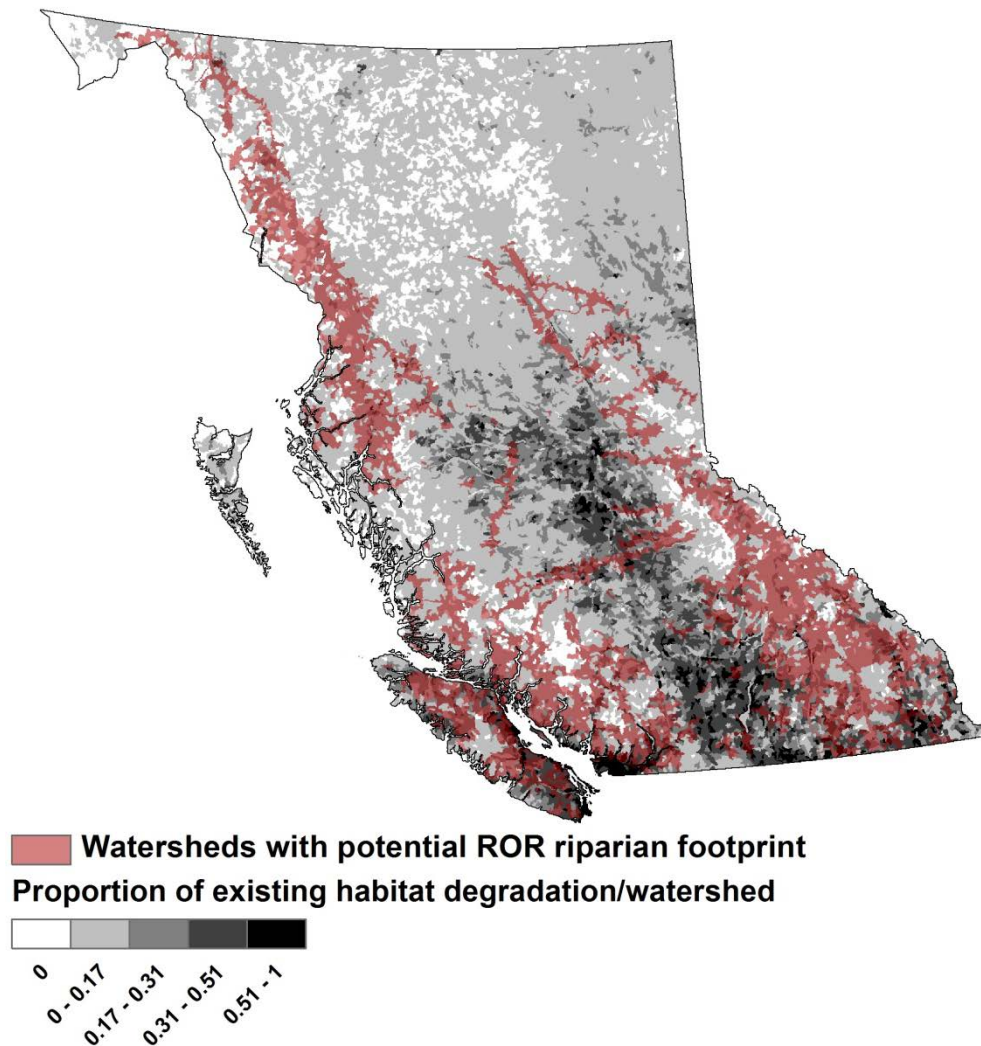 Watersheds with potential ROR riparian footprint
Proportion of existing habitat degradation/watershed
0
0 - 0.17
0.17 - 0.31
0.31 - 0.51
0.51 - 1